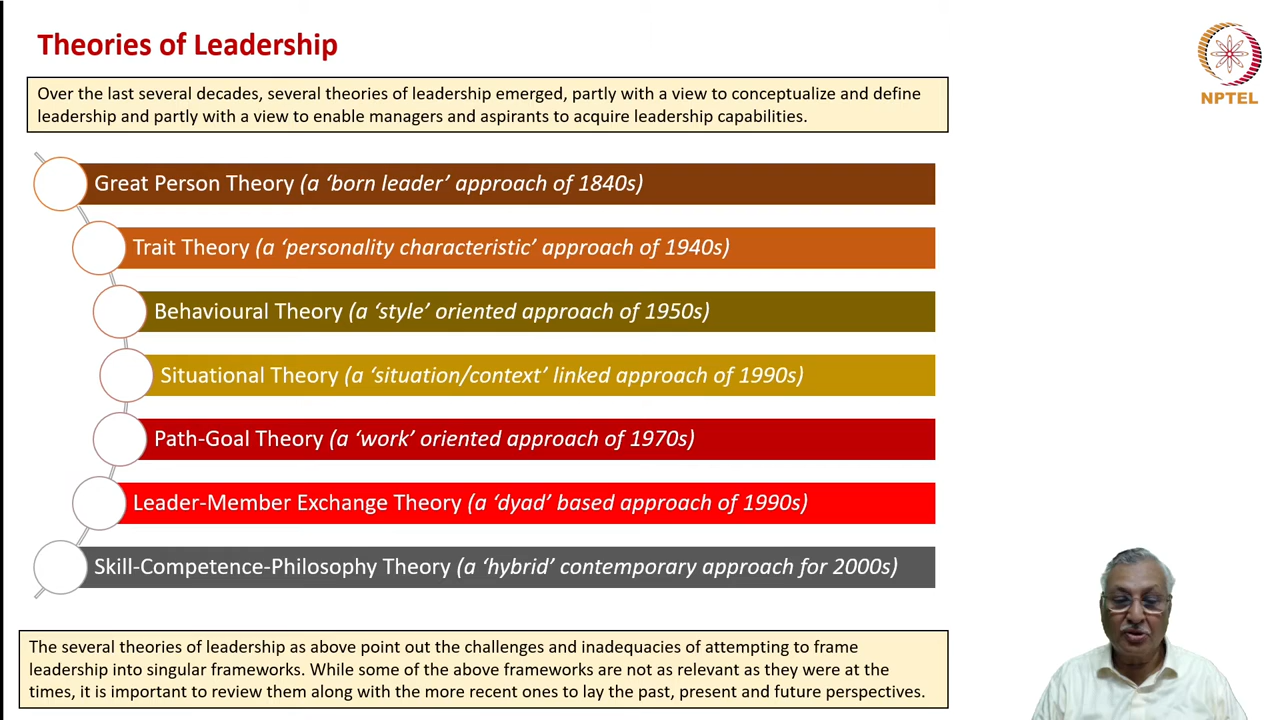 Theories of Leadership
NPTEL
Over the last several decades, several theories of leadership emerged, partly with a view to conceptualize and define
leadership and partly with a view to enable managers and aspirants to acquire leadership capabilities.
Great Person Theory (a ‘born leader’ approach of 1840s)
Trait Theory (a ‘personality characteristic’ approach of 1940s)
Behavioural Theory (a ‘style’ oriented approach of 1950s)
Situational Theory (a ‘situation/context’ linked approach of 1990s)
Path-Goal Theory (a ‘work’ oriented approach of 1970s)
Leader-Member Exchange Theory (a ‘dyad’ based approach of 1990s)
Skill-Competence-Philosophy Theory (a ‘hybrid’ contemporary approach for 2000s)
The several theories of leadership as above point out the challenges and inadequacies of attempting to frame
leadership into singular frameworks. While some of the above frameworks are not as relevant as they were at the
times, it is important to review them along with the more recent ones to lay the past, present and future perspectives.